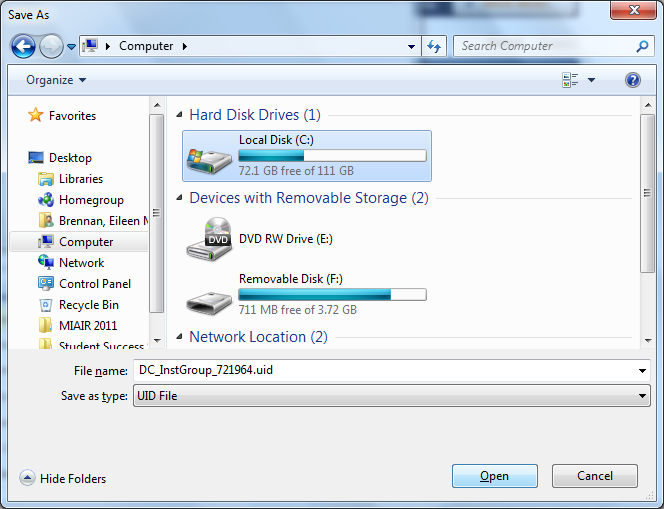 Save As
Computer
Search Computer
Organize
Favorites
Desktop
Libraries
Homegroup
Brennan, Eileen M
Computer
Network
Control Panel
Recycle Bin
MIAIR 2011
Student Success
Hard Disk Drives (1)
Local Disk (C:)
72.1 GB free of 111 GB
Devices with Removable Storage (2)
DVD
DVD RW Drive (E:)
Removable Disk (F:)
711 MB free of 3.72 GB
Network Location (2)
File name: DC_InstGroup_721964.uid
Save as type: UID File
Hide Folders
Open
Cancel